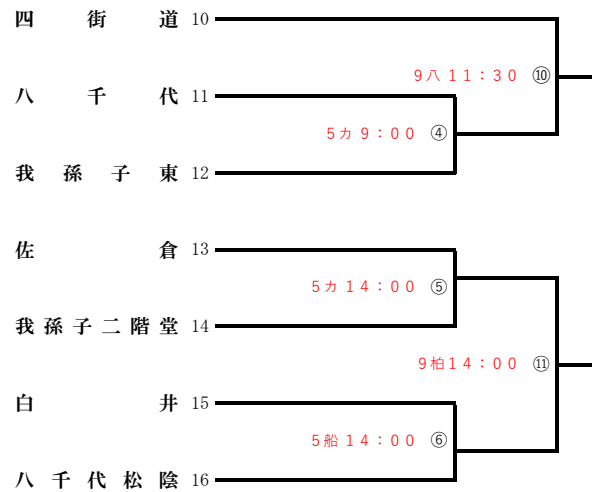 四街道 10
9八 11：30 ⑩
八千代 11
5カ 9：00 ④
我孫子東 12
佐倉 13
5カ 14：00 ⑤
我孫子二階堂 14
9柏14：00 ⑪
白井 15
5船 14：00 ⑥
八千代松陰 16